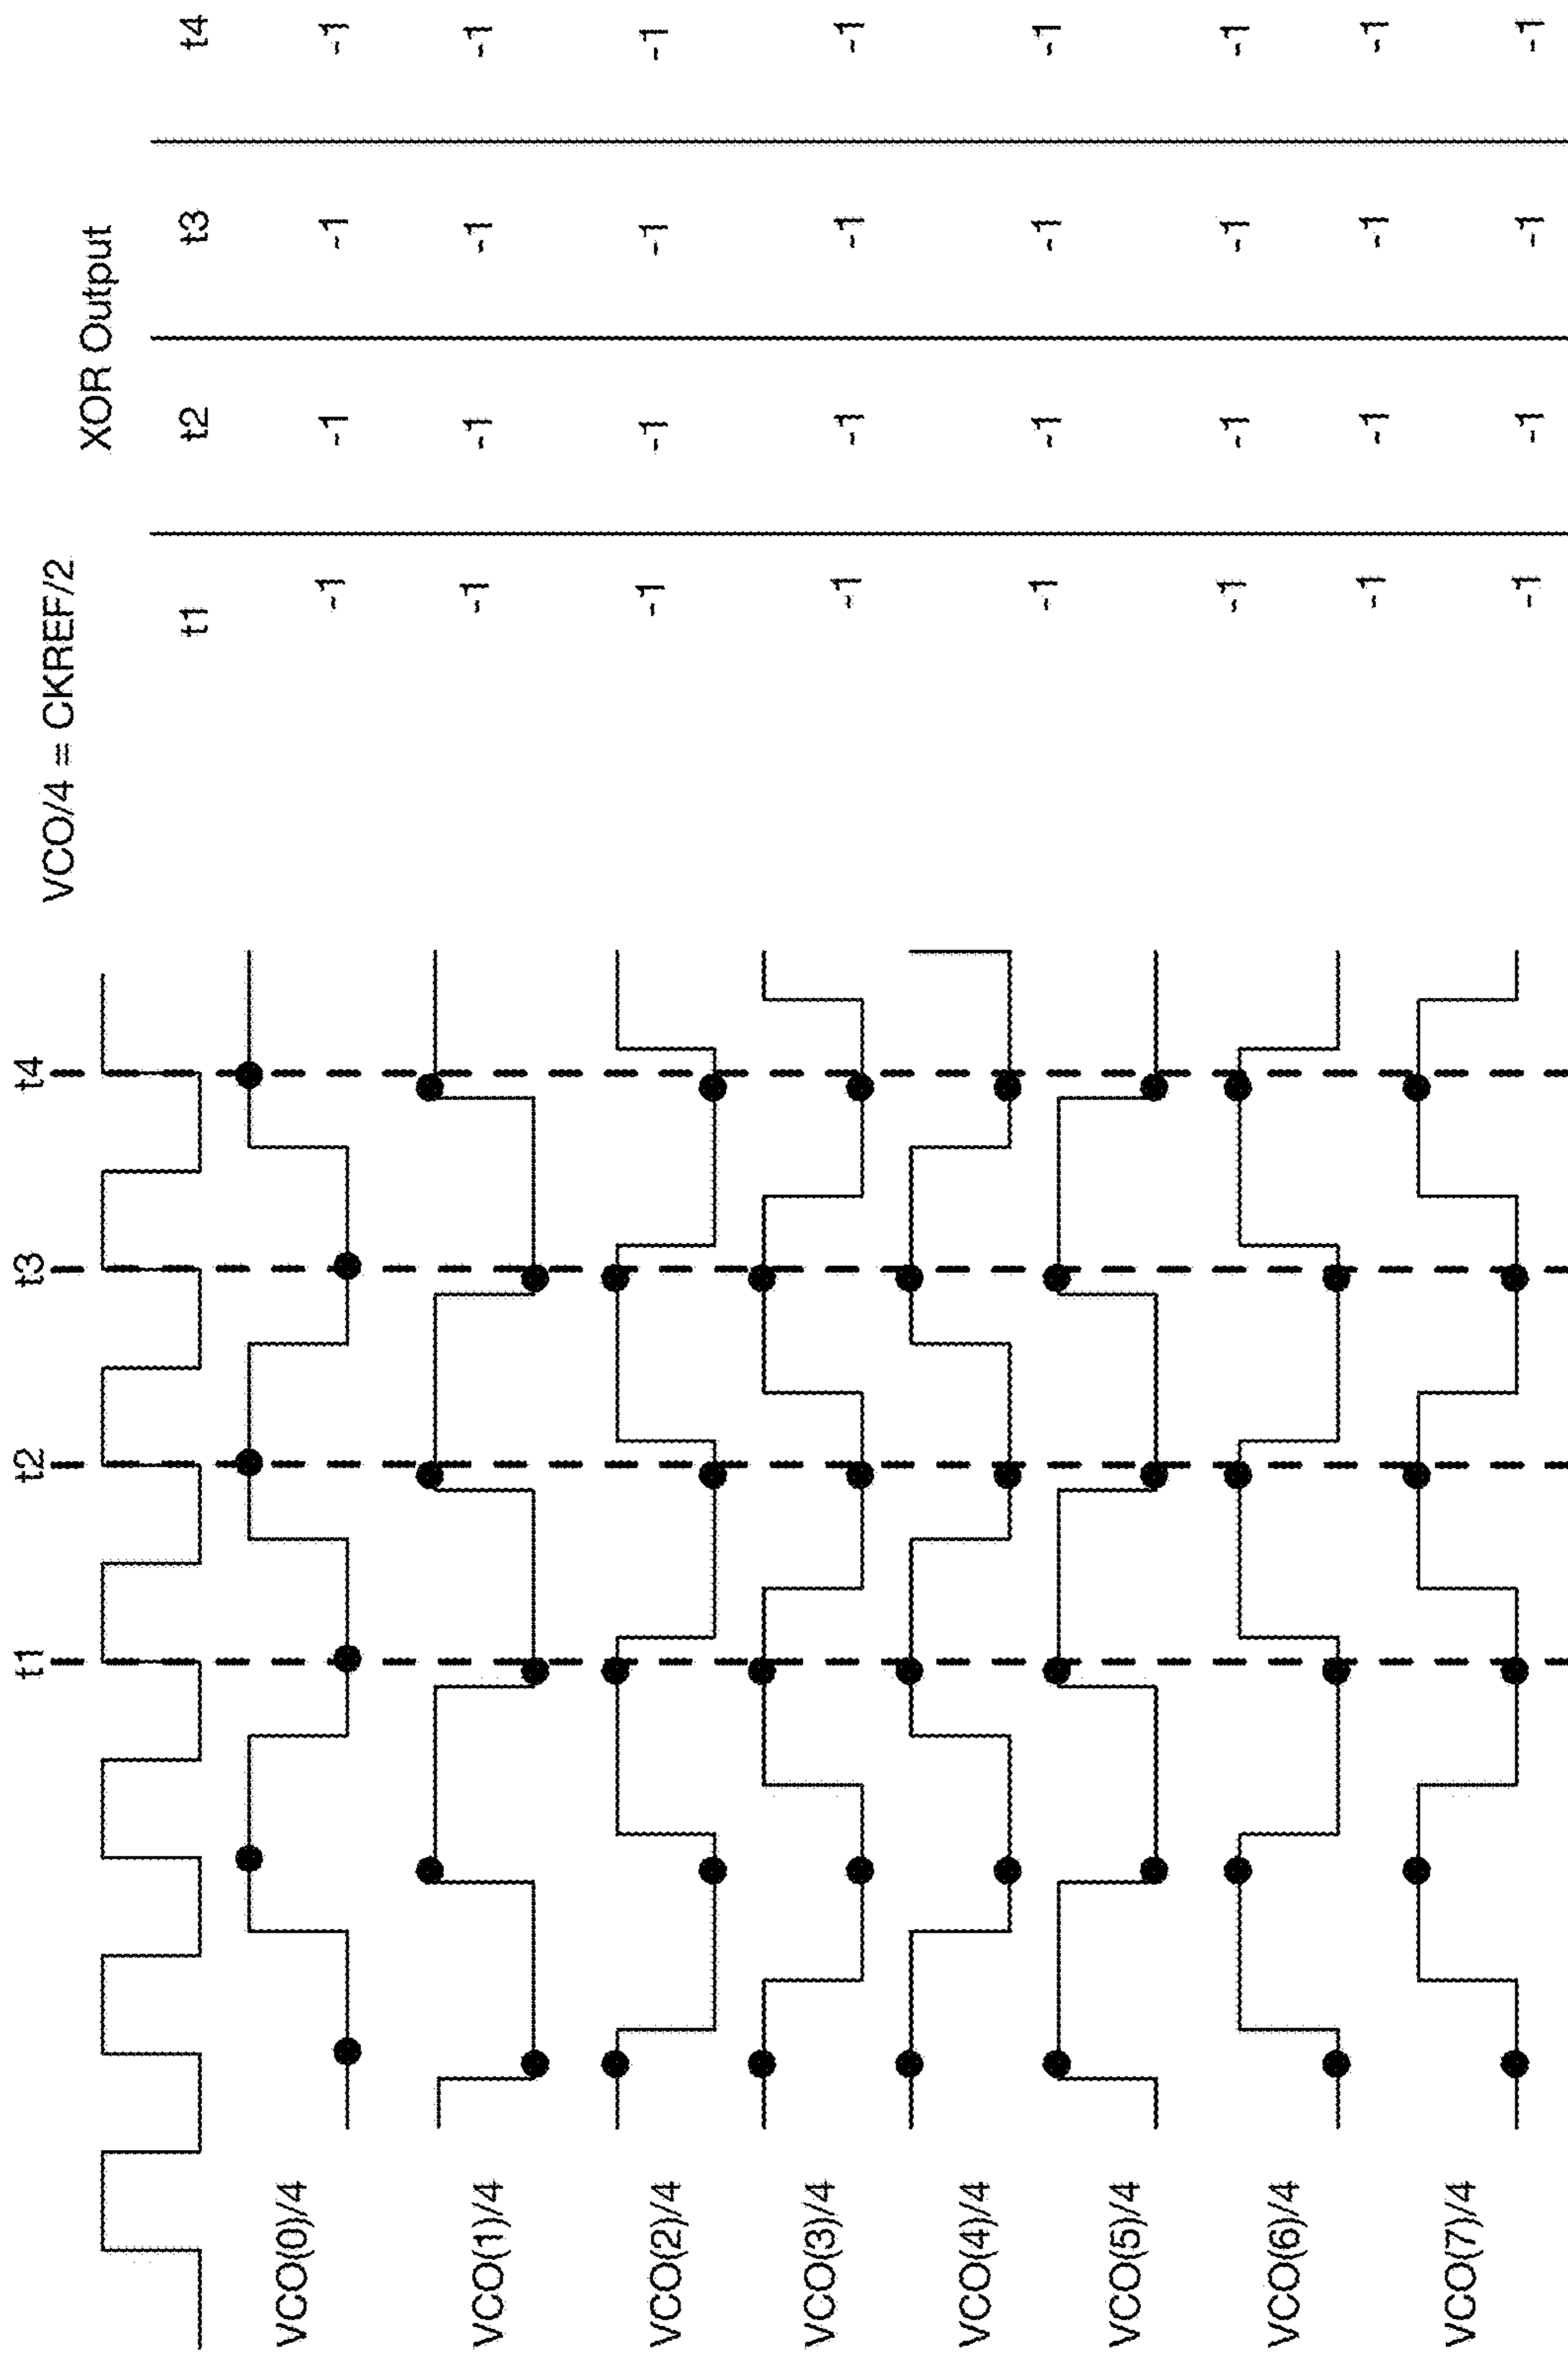 t1 t2 t3 t4
VCO/4 = CKREF/2
XOR Output
t1 t2 t3 t4
VCO(0)/4 ~1 ~1 ~1 ~1
VCO(1)/4 ~1 ~1 ~1 ~1
VCO(2)/4 ~1 ~1 ~1 ~1
VCO(3)/4 ~1 ~1 ~1 ~1
VCO(4)/4 ~1 ~1 ~1 ~1
VCO(5)/4 ~1 ~1 ~1 ~1
VCO(6)/4 ~1 ~1 ~1 ~1
VCO(7)/4 ~1 ~1 ~1 ~1